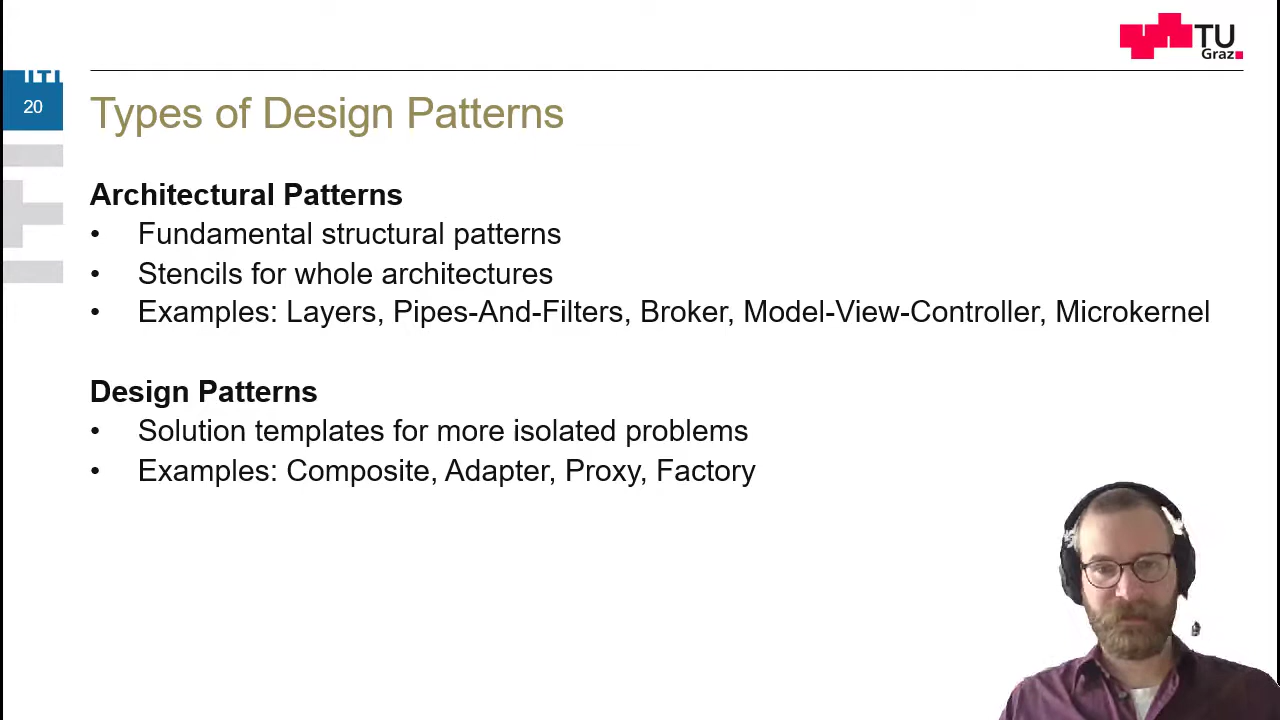 TU
Graz
20
Types of Design Patterns
Architectural Patterns
• Fundamental structural patterns
• Stencils for whole architectures
• Examples: Layers, Pipes-And-Filters, Broker, Model-View-Controller, Microkernel
Design Patterns
• Solution templates for more isolated problems
• Examples: Composite, Adapter, Proxy, Factory